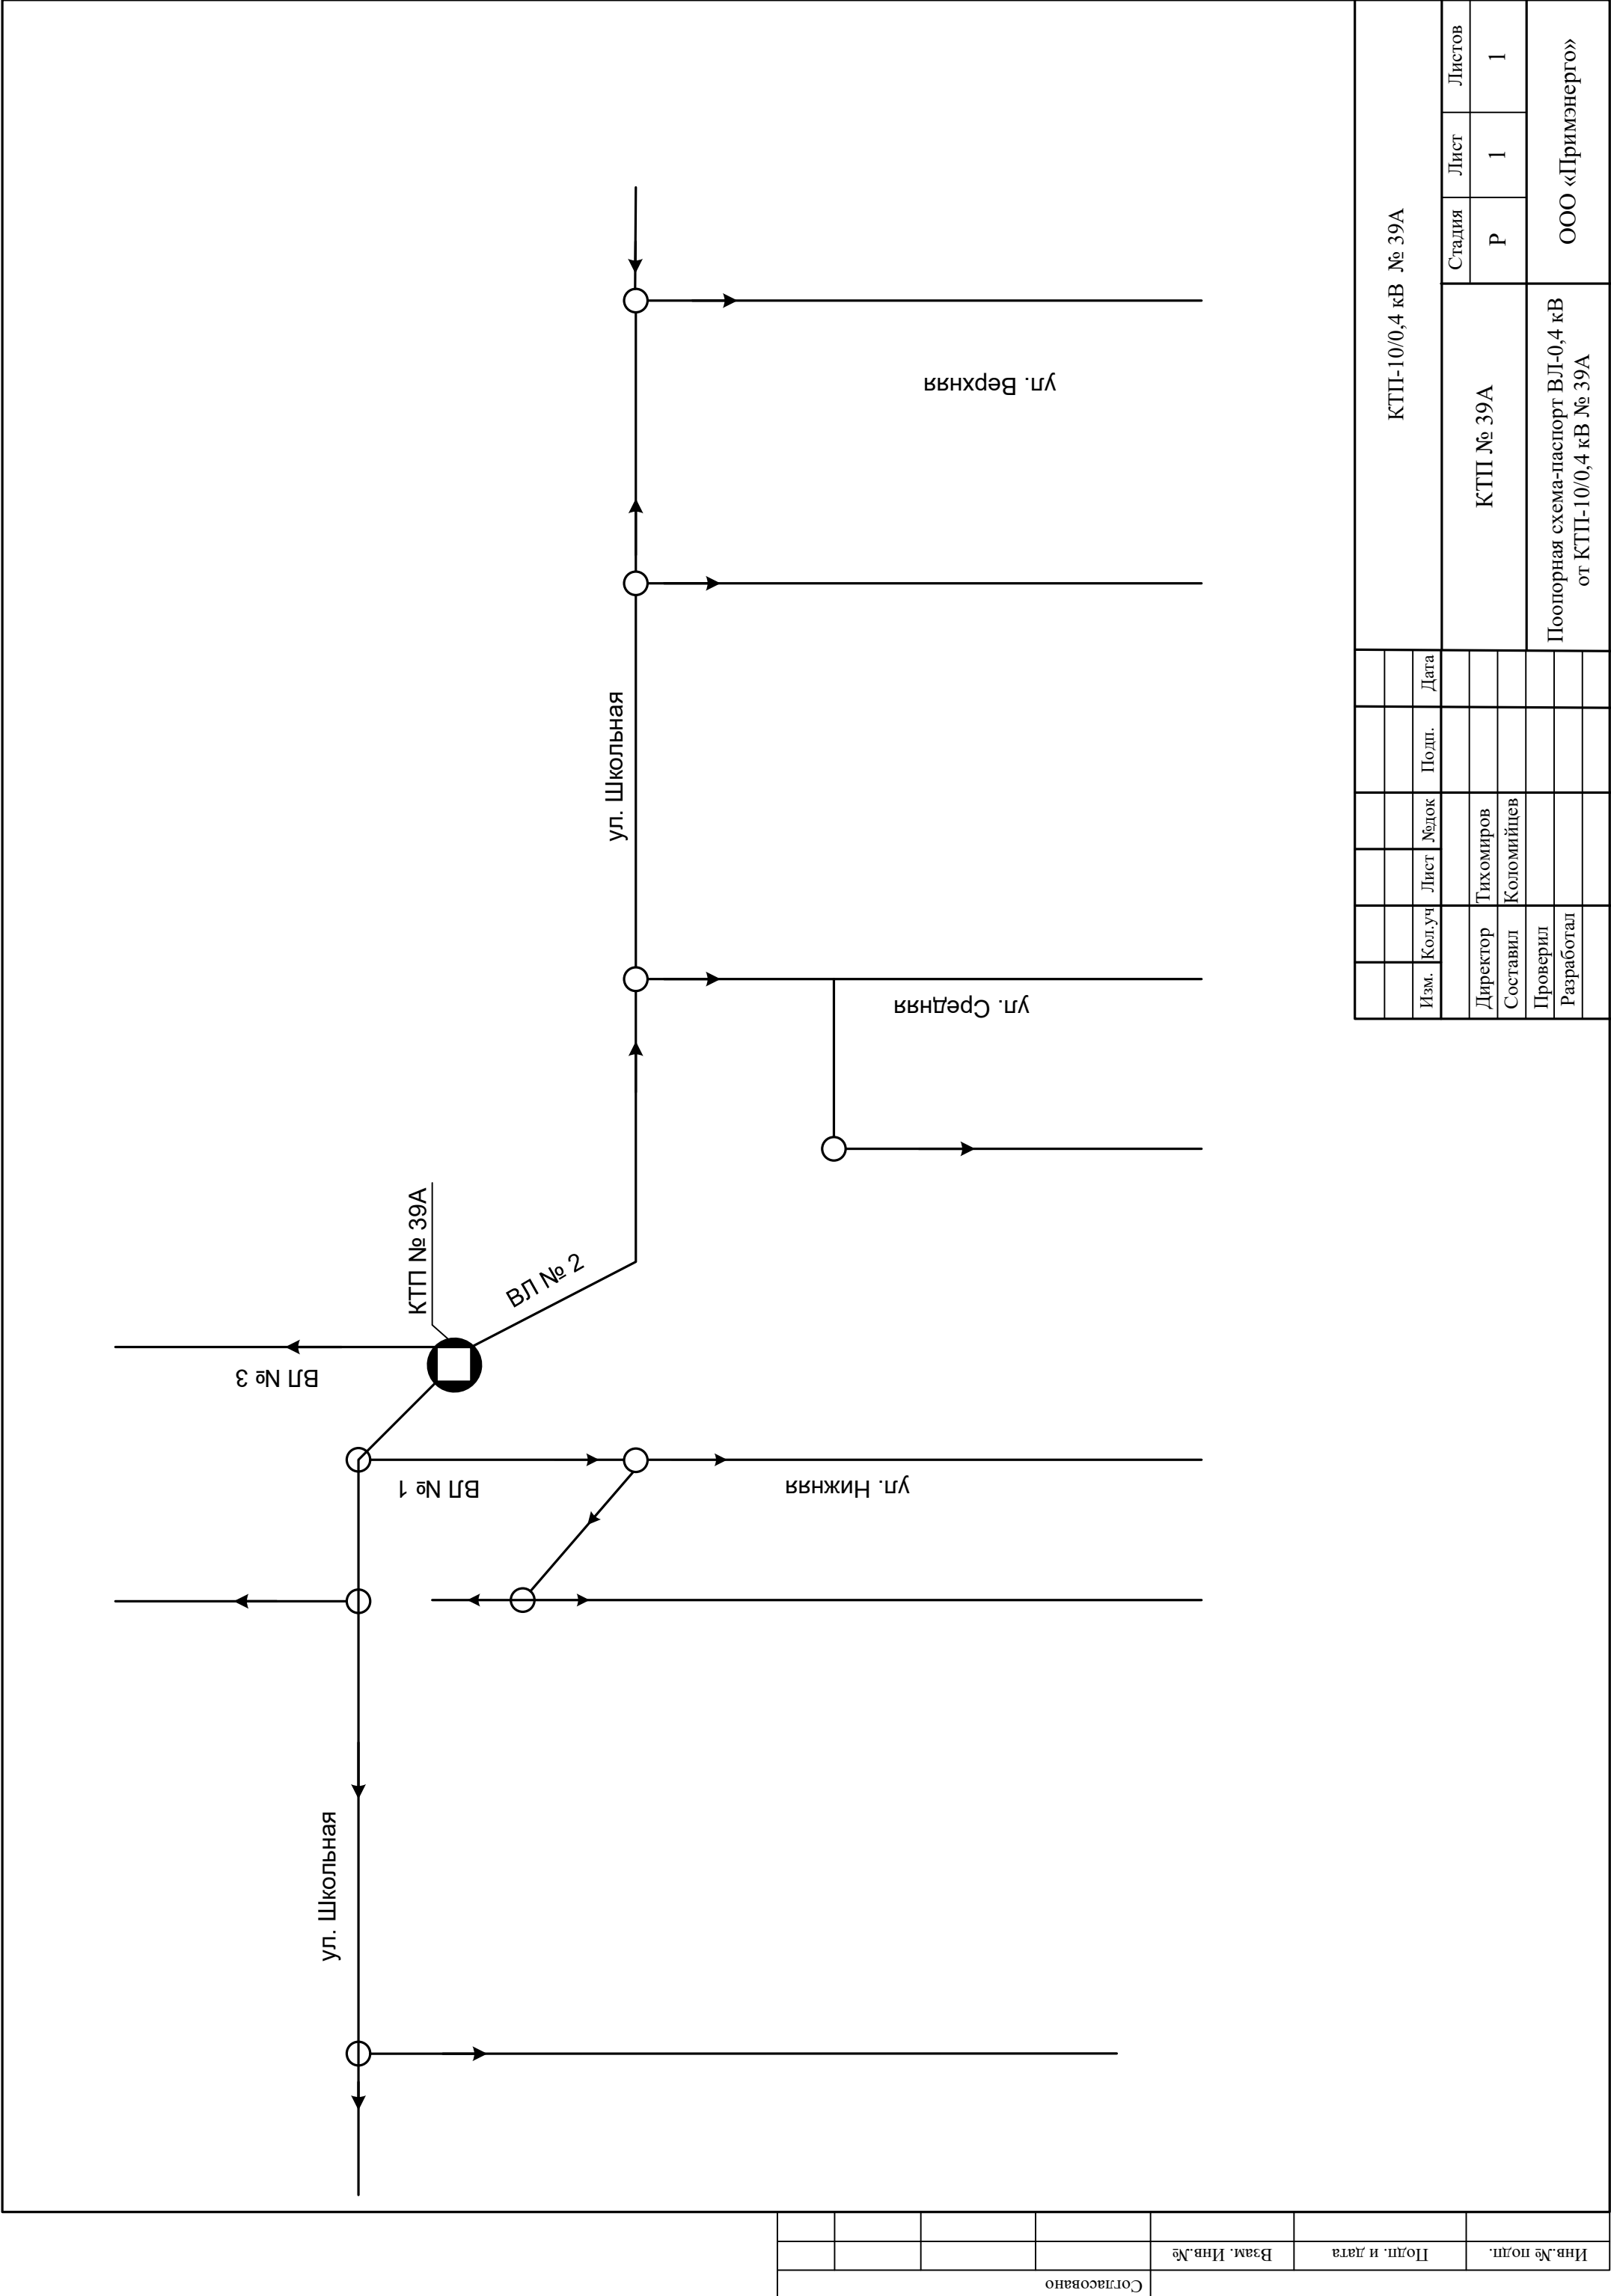 ул. Школьная
ВЛ № 1
ул. Нижняя
ВЛ № 3
КТП № 39А
ВЛ № 2
ул. Средняя
ул. Школьная
ул. Верхняя
КТП-10/0,4 кВ № 39А
Изм. Кол.уч Лист №док Подп. Дата
Директор Тихомиров
Составил Коломийцев
Проверил
Разработал
КТП № 39А
Стадия Лист Листов
Р 1 1
Поопорная схема-паспорт ВЛ-0,4 кВ
от КТП-10/0,4 кВ № 39А
ООО «Примэнерго»
Согласовано
Взам. Инв.№
Подп. и дата
Инв.№ подп.